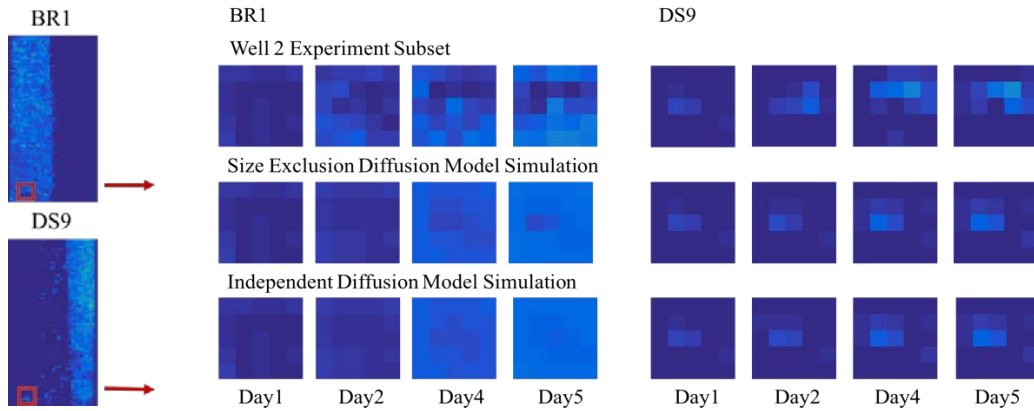 BR1
DS9
BR1
DS9
Well 2 Experiment Subset
Size Exclusion Diffusion Model Simulation
Independent Diffusion Model Simulation
Day1 Day2 Day4 Day5 Day1 Day2 Day4 Day5